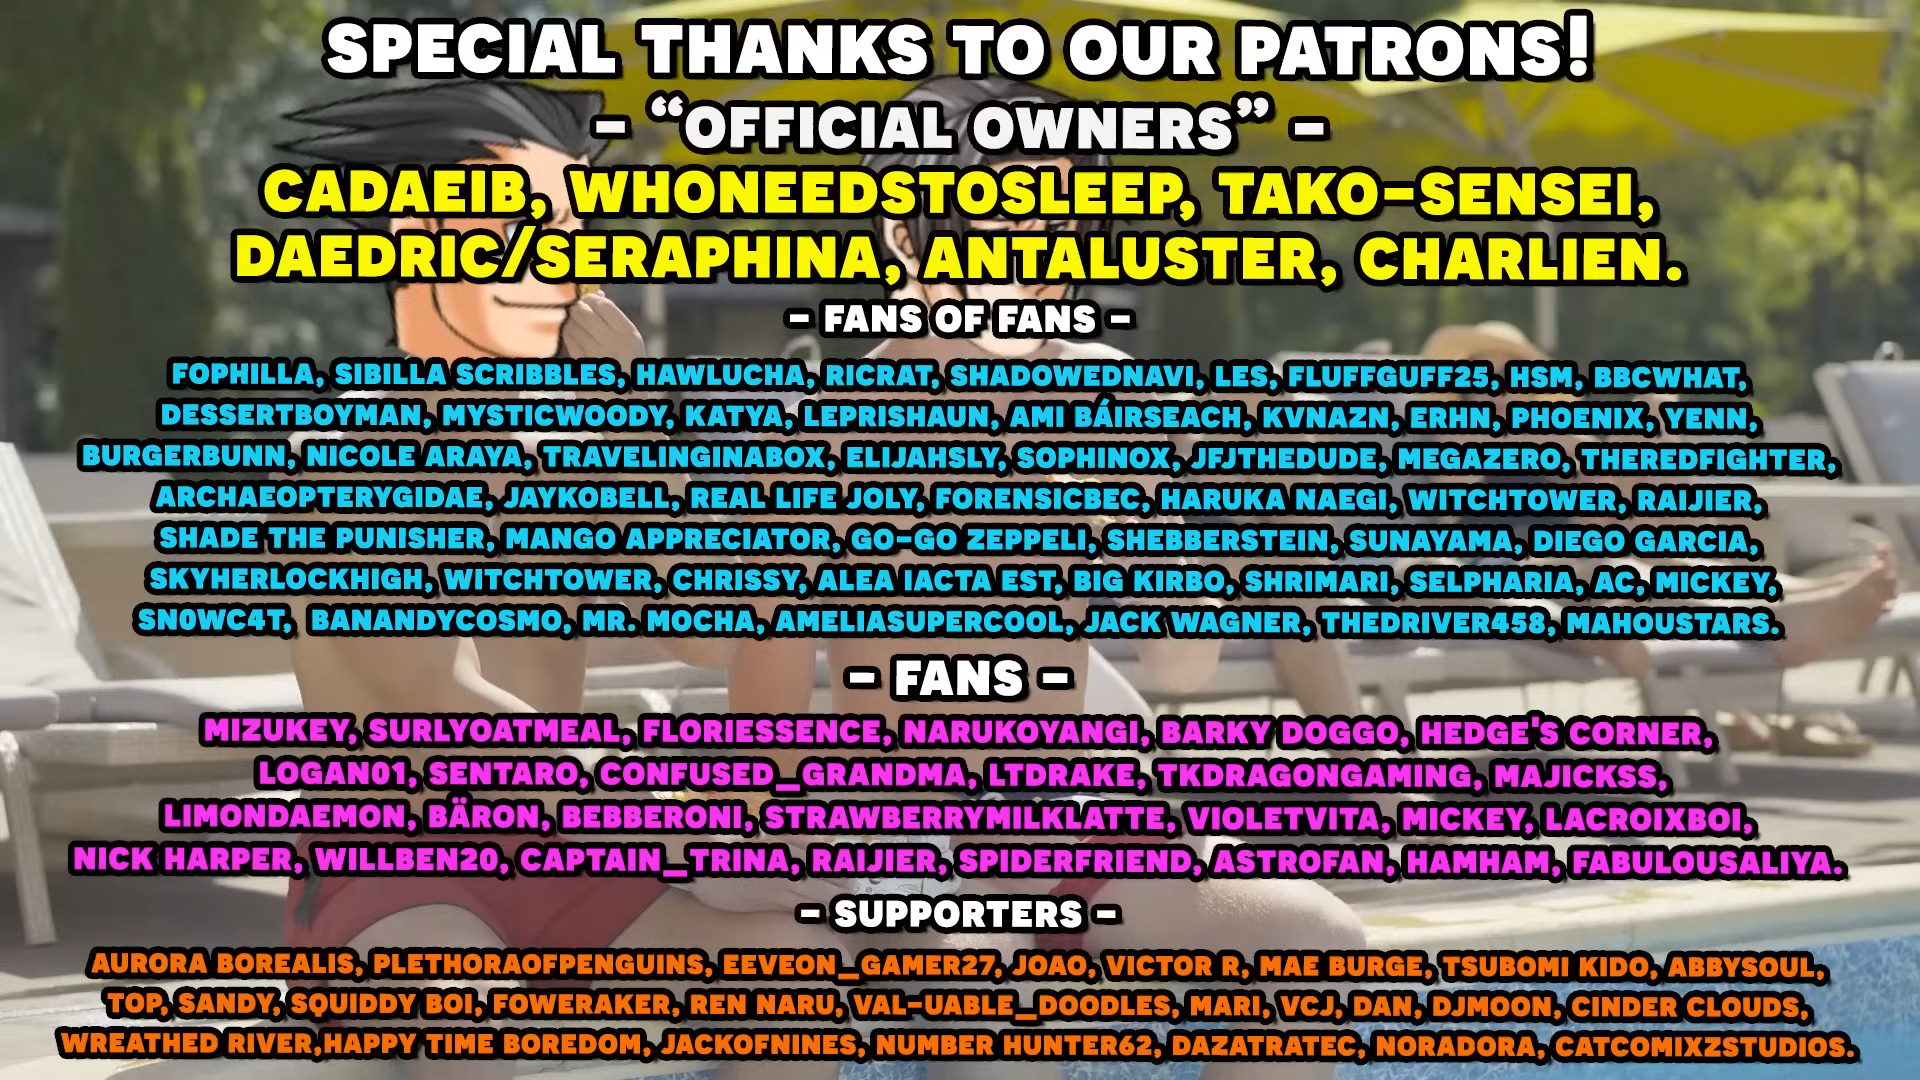 SPECIAL THANKS TO OUR PATRONS!
- “OFFICIAL OWNERS” -
CADAEIB, WHONEEDSTOSLEEP, TAKO-SENSEI,
DAEDRIC/SERAPHINA, ANTALUSTER, CHARLIEN.
- FANS OF FANS -
FOPHILLA, SIBILLA SCRIBBLES, HAWLUCHA, RICRAT, SHADOWEDNAVI, LES, FLUFFGUFF25, HSM, BBCWHAT,
DESSERTBOYMAN, MYSTICWOODY, KATYA, LEPRISHAUN, AMI BÁIRSEACH, KVNAZN, ERHN, PHOENIX, YENN,
BURGERBUNN, NICOLE ARAYA, TRAVELINGINABOX, ELIJAHSLY, SOPHINOX, JFJTHEDUDE, MEGAZERO, THEREDFIGHTER,
ARCHAEOPTERYGIDAE, JAYKOBELL, REAL LIFE JOLY, FORENSICBEC, HARUKA NAEGI, WITCHTOWER, RAIJIER,
SHADE THE PUNISHER, MANGO APPRECIATOR, GO-GO ZEPPELI, SHEBBERSTEIN, SUNAYAMA, DIEGO GARCIA,
SKYHERLOCKHIGH, WITCHTOWER, CHRISSY, ALEA IACTA EST, BIG KIRBO, SHRIMARI, SELPHARIA, AC, MICKEY,
SN0WC4T, BANANDYCOSMO, MR. MOCHA, AMELIASUPERCOOL, JACK WAGNER, THEDRIVER458, MAHOUSTARS.
- FANS -
MIZUKEY, SURLYOATMEAL, FLORIESSENCE, NARUKOYANGI, BARKY DOGGO, HEDGE'S CORNER,
LOGAN01, SENTARO, CONFUSED_GRANDMA, LTDRAKE, TKDRAGONGAMING, MAJICKSS,
LIMONDAEMON, BÄRON, BEBBERONI, STRAWBERRYMILKLATTE, VIOLETVITA, MICKEY, LACROIXBOI,
NICK HARPER, WILLBEN20, CAPTAIN_TRINA, RAIJIER, SPIDERFRIEND, ASTROFAN, HAMHAM, FABULOUSALIYA.
- SUPPORTERS -
AURORA BOREALIS, PLETHORAOFPENGUINS, EEVEON_GAMER27, JOAO, VICTOR R, MAE BURGE, TSUBOMI KIDO, ABBYSOUL,
TOP, SANDY, SQUIDDY BOI, FOWERAKER, REN NARU, VAL-UABLE_DOODLES, MARI, VCJ, DAN, DJMOON, CINDER CLOUDS,
WREATHED RIVER,HAPPY TIME BOREDOM, JACKOFNINES, NUMBER HUNTER62, DAZATRATEC, NORADORA, CATCOMIXZSTUDIOS.